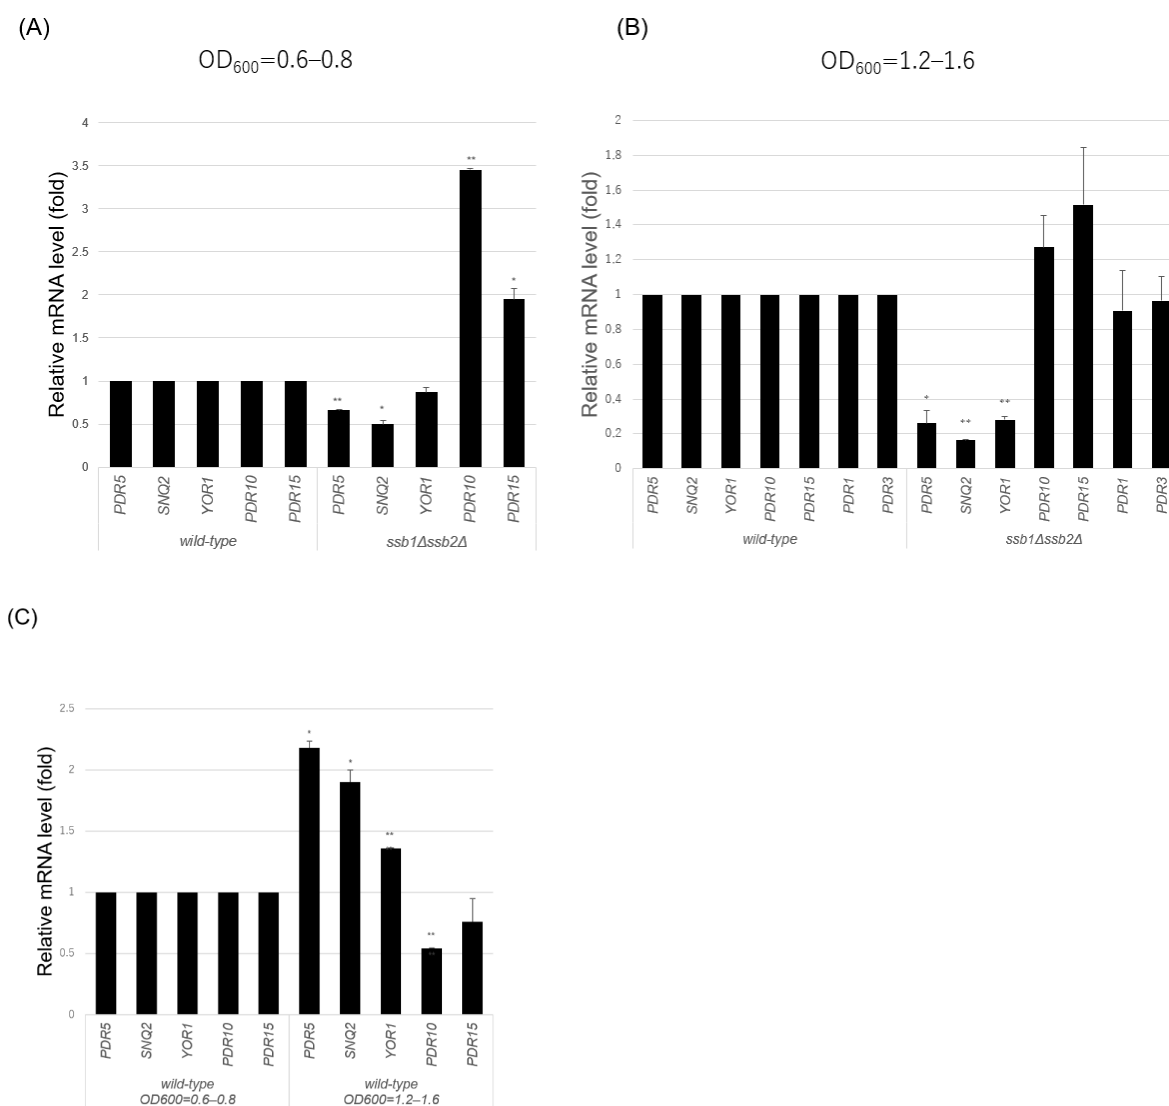 (A)
OD600=0.6–0.8
Relative mRNA level (fold)
4
3.5
3
2.5
2
1.5
1
0.5
0
** * ** *
PDR5 SNQ2 YOR1 PDR10 PDR15 PDR5 SNQ2 YOR1 PDR10 PDR15
wild-type ssb1Δssb2Δ
(B)
OD600=1.2–1.6
Relative mRNA level (fold)
2
1.8
1.6
1.4
1.2
1
0.8
0.6
0.4
0.2
0
* ** **
PDR5 SNQ2 YOR1 PDR10 PDR15 PDR1 PDR3 PDR5 SNQ2 YOR1 PDR10 PDR15 PDR1 PDR3
wild-type ssb1Δssb2Δ
(C)
Relative mRNA level (fold)
2.5
2
1.5
1
0.5
0
* * ** **
**
PDR5 SNQ2 YOR1 PDR10 PDR15 PDR5 SNQ2 YOR1 PDR10 PDR15
wild-type wild-type
OD600=0.6–0.8 OD600=1.2–1.6